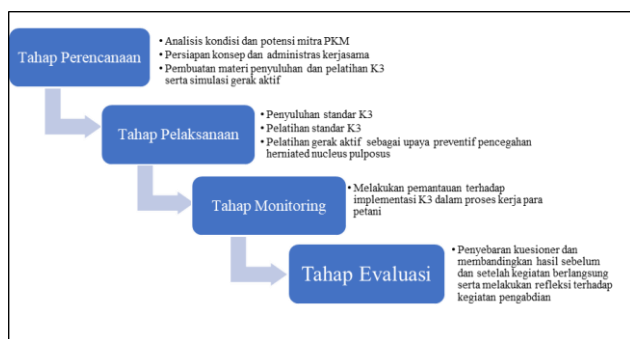 Tahap Perencanaan
• Analisis kondisi dan potensi mitra PKM
• Persiapan konsep dan administras kerjasama
• Pembuatan materi penyuluhan dan pelatihan K3
serta simulasi gerak aktif
Tahap Pelaksanaan
• Penyuluhan standar K3
• Pelatihan standar K3
• Pelatihan gerak aktif sebagai upaya preventif pencegahan
herniated nucleus pulposus
Tahap Monitoring
• Melakukan pemantauan terhadap
implementasi K3 dalam proses kerja para
petani
Tahap Evaluasi
• Penyebaran kuesioner dan
membandingkan hasil sebelum
dan setelah kegiatan berlangsung
serta melakukan refleksi terhadap
kegiatan pengabdian